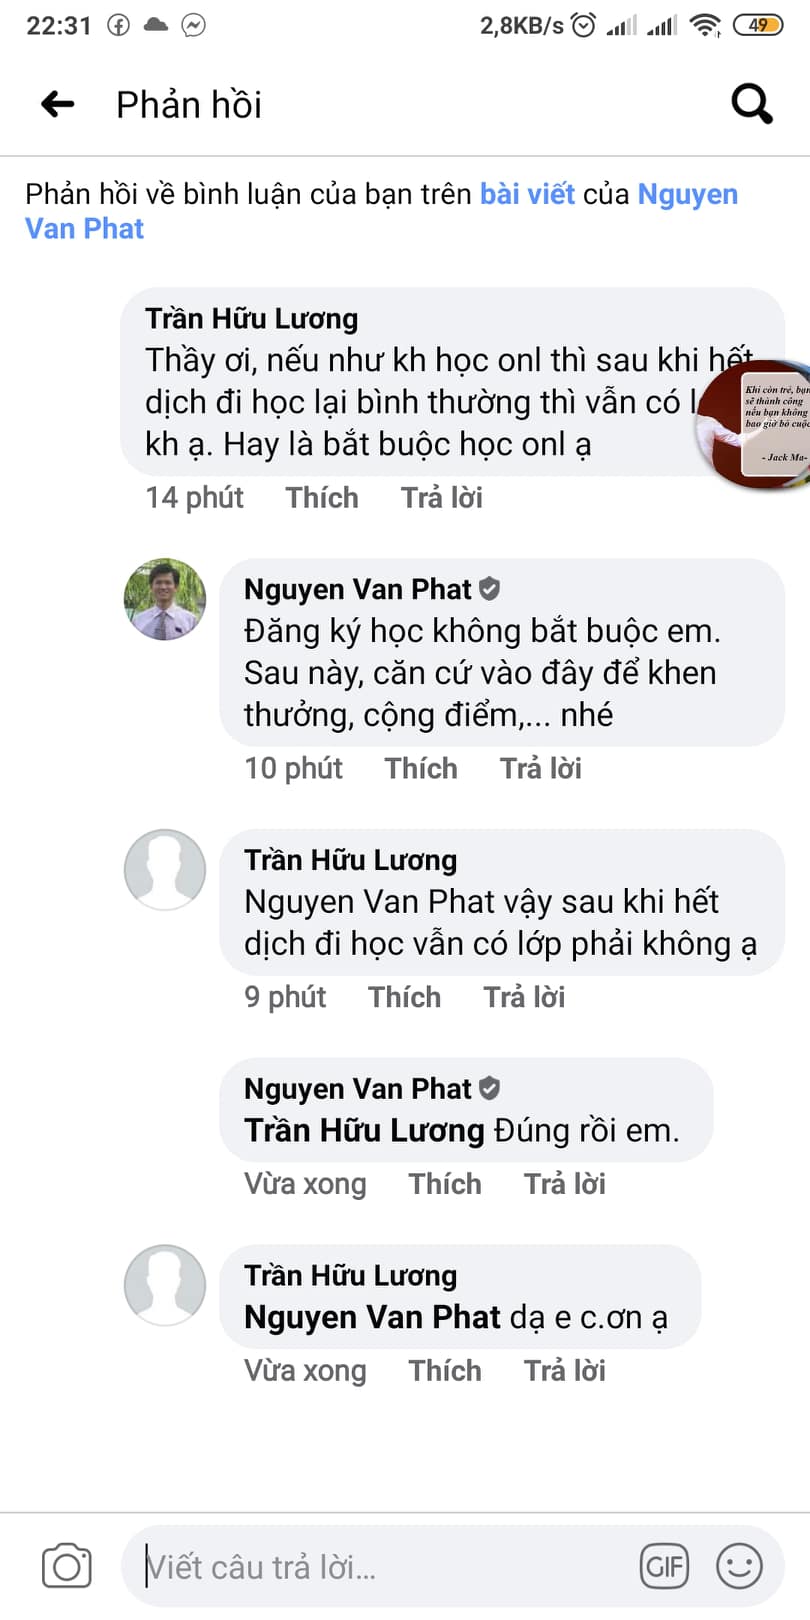 22:31 2,8KB/s 49
Phản hồi
Phản hồi về bình luận của bạn trên bài viết của Nguyen
Van Phat
Trần Hữu Lương
Thầy ơi, nếu như kh học onl thì sau khi hết
dịch đi học lại bình thường thì vẫn có
kh ạ. Hay là bắt buộc học onl ạ
Khi còn trẻ, bạn
sẽ thành công
nếu bạn không
bao giờ bỏ cuộc
- Jack Ma-
14 phút Thích Trả lời
Nguyen Van Phat
Đăng ký học không bắt buộc em.
Sau này, căn cứ vào đây để khen
thưởng, cộng điểm,... nhé
10 phút Thích Trả lời
Trần Hữu Lương
Nguyen Van Phat vậy sau khi hết
dịch đi học vẫn có lớp phải không ạ
9 phút Thích Trả lời
Nguyen Van Phat
Trần Hữu Lương Đúng rồi em.
Vừa xong Thích Trả lời
Trần Hữu Lương
Nguyen Van Phat dạ e c.ơn ạ
Vừa xong Thích Trả lời
Viết câu trả lời...
GIF